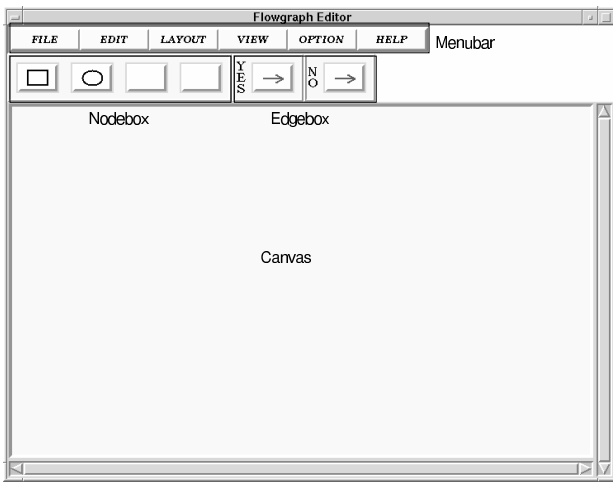 Flowgraph Editor
FILE EDIT LAYOUT VIEW OPTION HELP
Menubar
YES
NO
Nodebox
Edgebox
Canvas